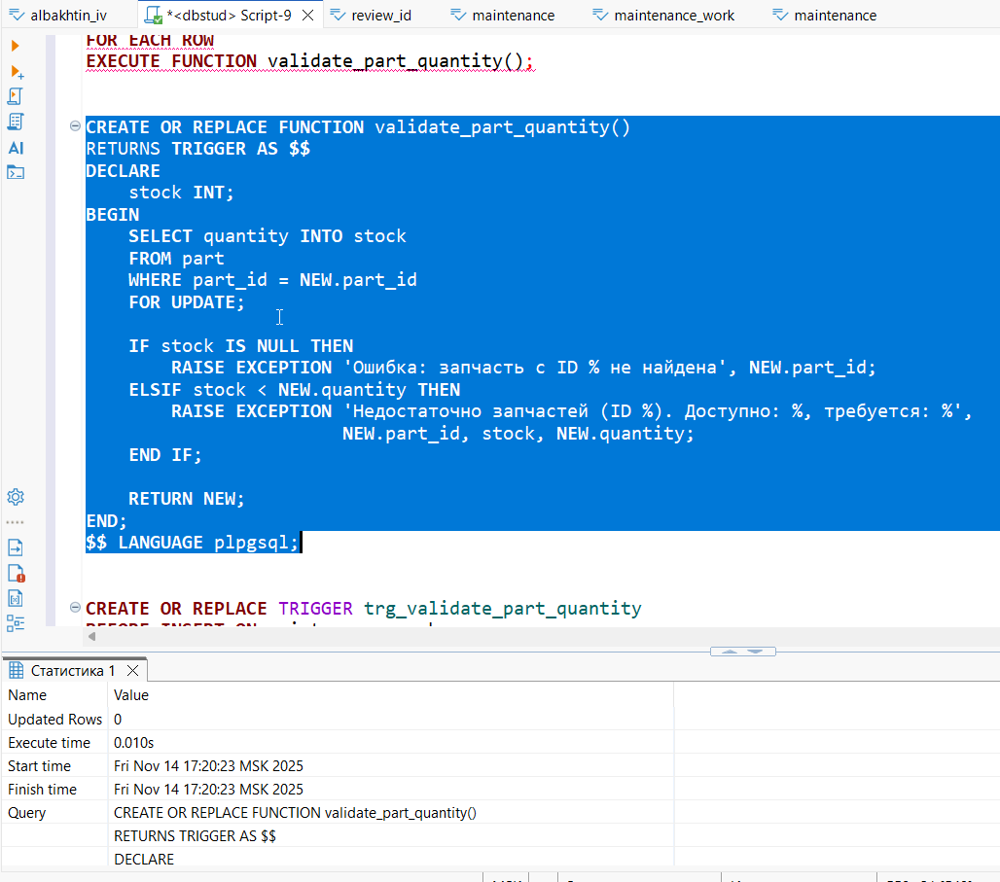 albakhtin_iv
*<dbstud> Script-9
review_id
maintenance
maintenance_work
maintenance
FOR EACH ROW
EXECUTE FUNCTION validate_part_quantity();
CREATE OR REPLACE FUNCTION validate_part_quantity()
RETURNS TRIGGER AS $$
DECLARE
stock INT;
BEGIN
SELECT quantity INTO stock
FROM part
WHERE part_id = NEW.part_id
FOR UPDATE;
IF stock IS NULL THEN
RAISE EXCEPTION 'Ошибка: запчасть с ID % не найдена', NEW.part_id;
ELSIF stock < NEW.quantity THEN
RAISE EXCEPTION 'Недостаточно запчастей (ID %). Доступно: %, требуется: %',
NEW.part_id, stock, NEW.quantity;
END IF;
RETURN NEW;
END;
$$ LANGUAGE plpgsql;
CREATE OR REPLACE TRIGGER trg_validate_part_quantity
BEFORE INSERT ON
AI
Статистика 1
Name Value
Updated Rows 0
Execute time 0.010s
Start time Fri Nov 14 17:20:23 MSK 2025
Finish time Fri Nov 14 17:20:23 MSK 2025
Query CREATE OR REPLACE FUNCTION validate_part_quantity()
RETURNS TRIGGER AS $$
DECLARE